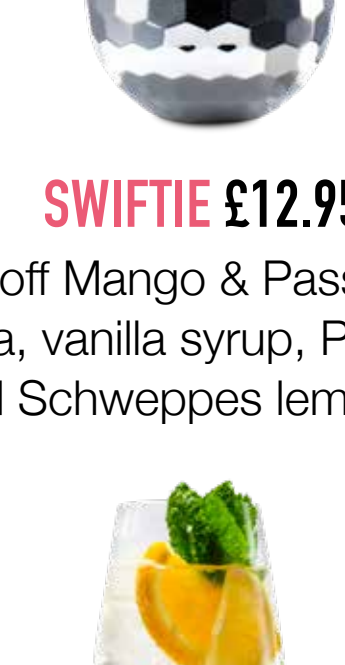 SWIFTIE £12.95
off Mango & Pass
a, vanilla syrup, P
l Schweppes lem